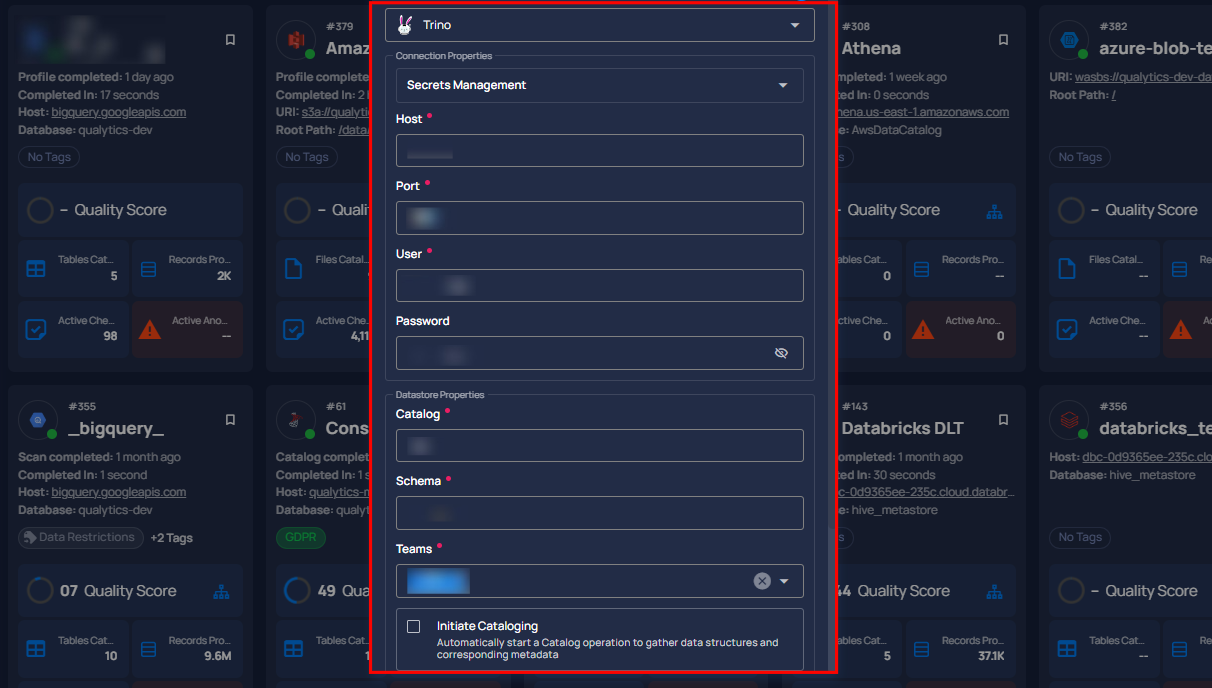 Profile completed: 1 day ago
Completed In: 17 seconds
Host: bigquery.googleapis.com
Database: qualytics-dev
No Tags
– Quality Score
Tables Cat... 5
Records Pro... 2K
Active Che... 98
Active Ano... --
#379
Amaz
Profile complete
Completed In: 2
URI: s3a://qualyti
Root Path: /data
No Tags
– Quali
Files Catal...
Active Che...
4,11
Trino
Connection Properties
Secrets Management
Host •
Port •
User •
Password
Datastore Properties
Catalog •
Schema •
Teams •
Initiate Cataloging
Automatically start a Catalog operation to gather data structures and
corresponding metadata
#308
Athena
mpleted: 1 week ago
ed In: 0 seconds
hena.us-east-1.amazonaws.com
e: AwsDataCatalog
s
– Quality Score
ables Cat... 0
Records Pro... --
ctive Che... 0
Active Ano... 0
#382
azure-blob-te
URI: wasbs://qualytics-dev-da
Root Path: /
No Tags
– Quality Score
Files Catal... --
Re
Active Che... --
A
#355
_bigquery_
Scan completed: 1 month ago
Completed In: 1 second
Host: bigquery.googleapis.com
Database: qualytics-dev
Data Restrictions +2 Tags
07 Quality Score
Tables Cat... 10
Records Pro... 9.6M
#61
Cons
Catalog complet
Completed In: 1
Host: qualytics-m
Database: qualyt
GDPR
49 Qua
Tables Cat...
1
#143
Databricks DLT
ompleted: 1 month ago
ed In: 30 seconds
c-0d9365ee-235c.cloud.databr...
e: hive_metastore
s
44 Quality Score
ables Cat... 5
Records Pro... 37.1K
#356
databricks_te
Host: dbc-0d9365ee-235c.clo
Database: hive_metastore
No Tags
– Quality Score
Tables Cat... --
Re